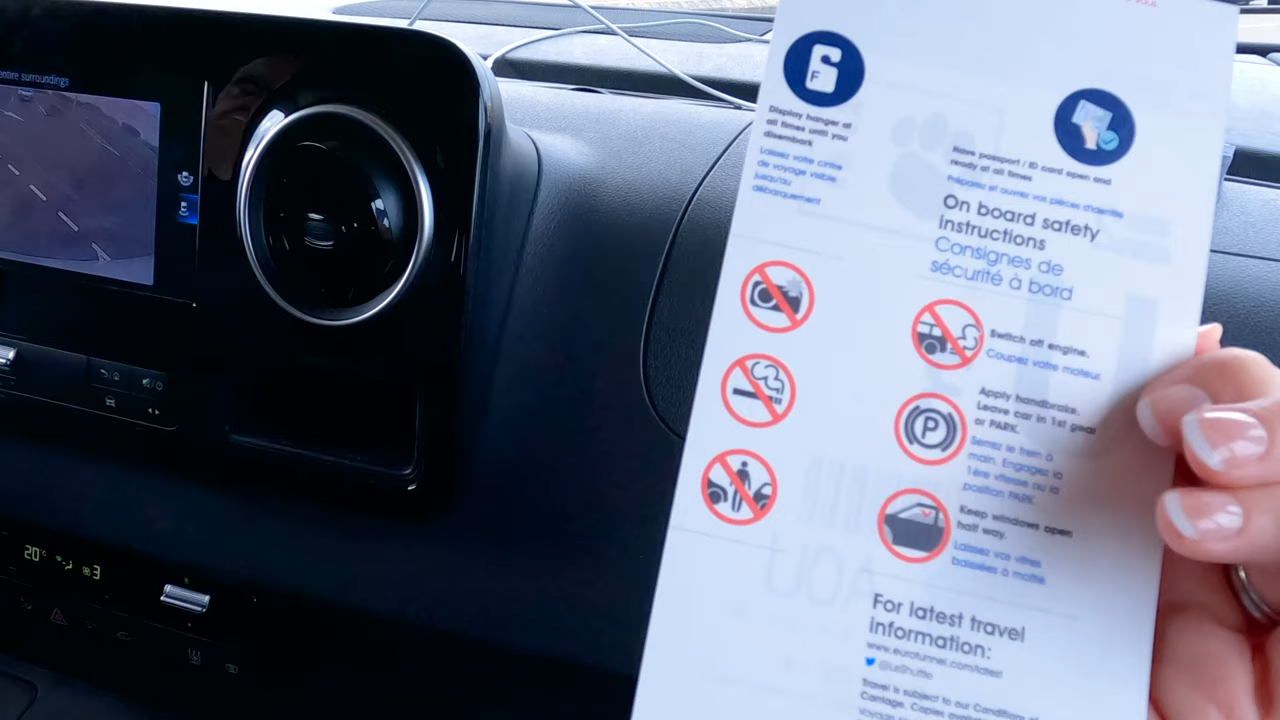 entire surroundings
20°C
3
F
Display hanger at
all times until you
disembark
Laissez votre cintre
de voyage visible
jusqu'au
débarquement
Have passport / ID card open and
ready at all times
Préparez et ouvrez vos pièces d'identité
On board safety
instructions
Consignes de
sécurité à bord
Switch off engine.
Coupez votre moteur.
P
Apply handbrake.
Leave car in 1st gear
or PARK.
Serrez le frein à
main. Engagez la
1ère vitesse ou la
position PARK.
Keep windows open
half way.
Laissez vos vitres
baissées à moitié.
For latest travel
information:
www.eurotunnel.com/latest
@LeShuttle
Travel is subject to our Conditions of
Carriage. Copies